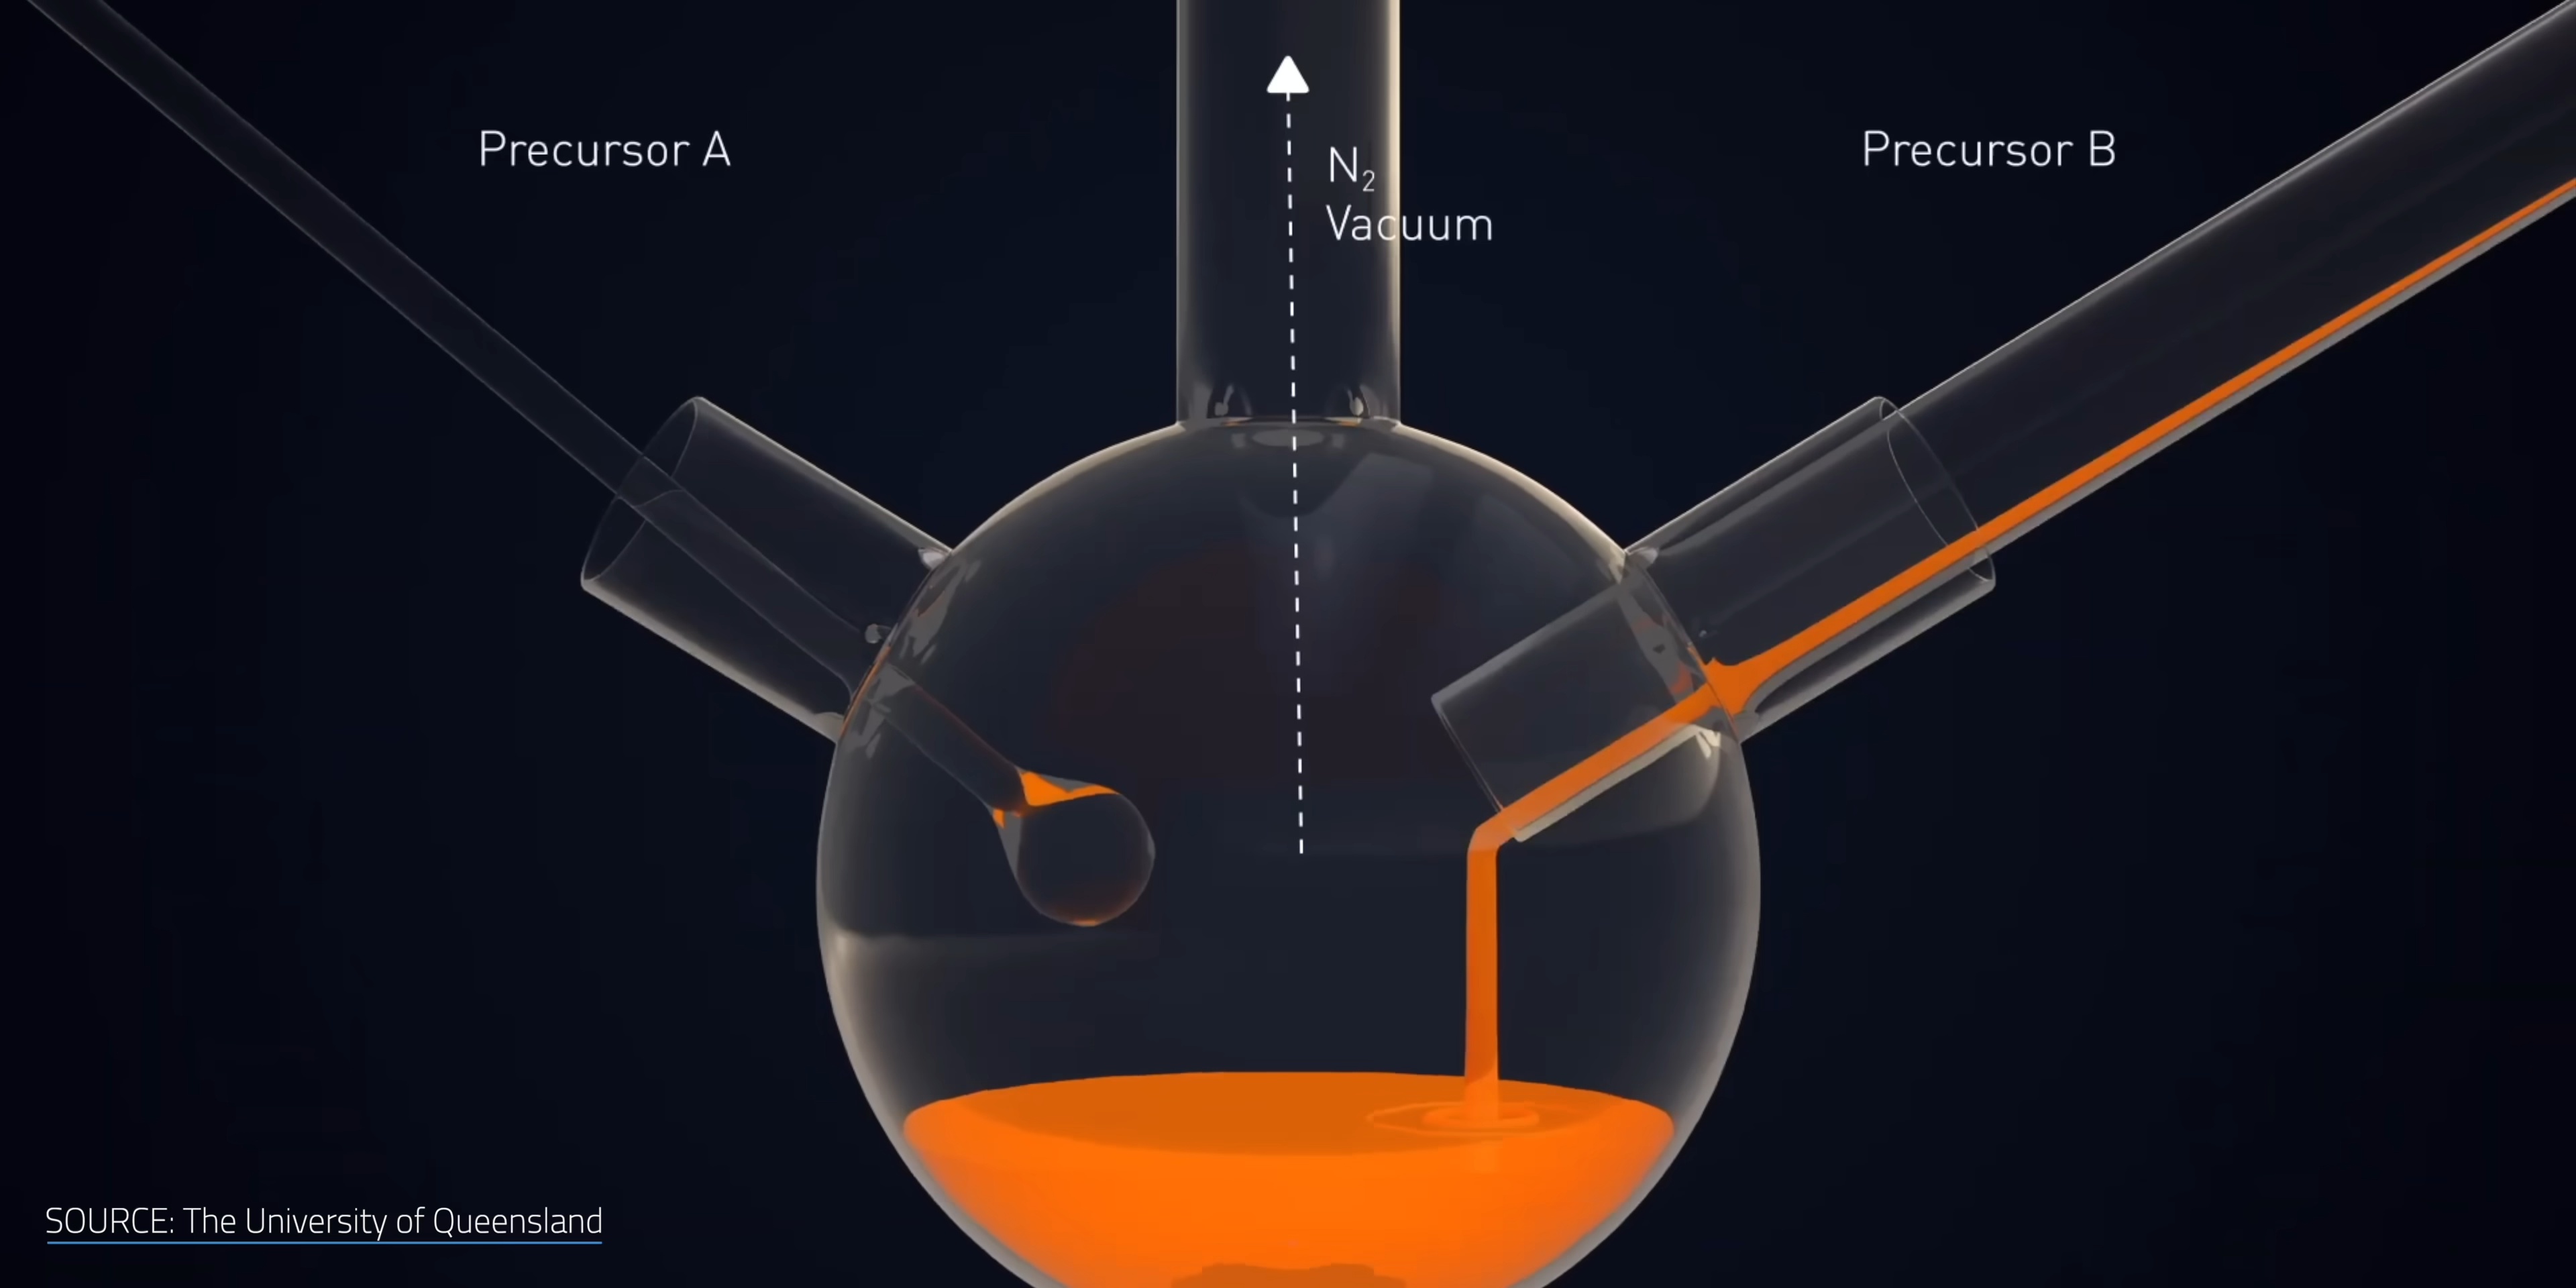 Precursor A
N₂
Vacuum
Precursor B
SOURCE: The University of Queensland